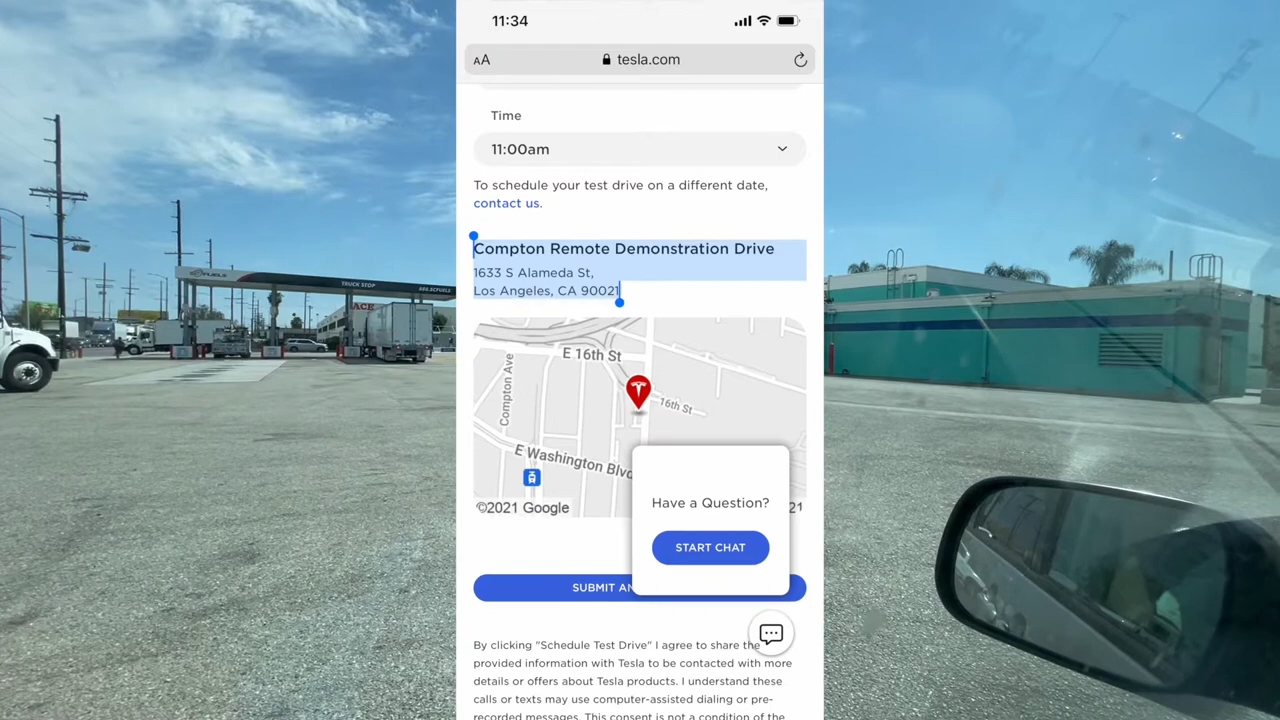 11:34
AA
tesla.com
Time
11:00am
To schedule your test drive on a different date,
contact us.
Compton Remote Demonstration Drive
1633 S Alameda St,
Los Angeles, CA 90021
E 16th St
Compton Ave
16th St
E Washington Blvd
©2021 Google
21
Have a Question?
START CHAT
SUBMIT AN
By clicking "Schedule Test Drive" I agree to share the
provided information with Tesla to be contacted with more
details or offers about Tesla products. I understand these
calls or texts may use computer-assisted dialing or pre-
recorded messages. This consent is not a condition of the
FUELS
TRUCK STOP